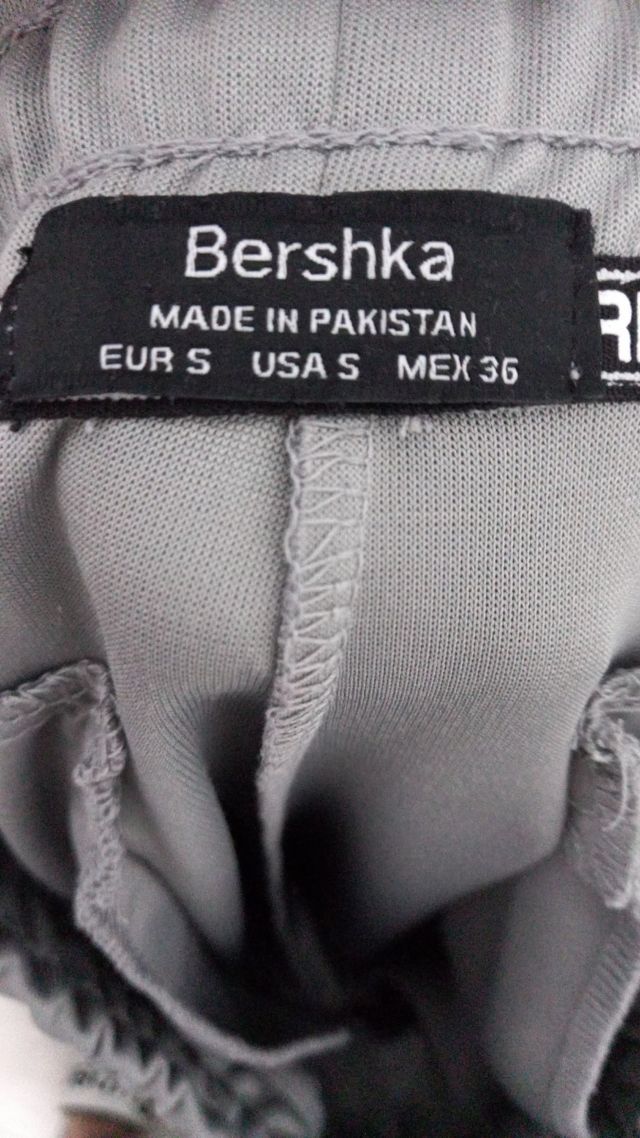 Bershka
MADE IN PAKISTAN
EUR S USA S MEX 36